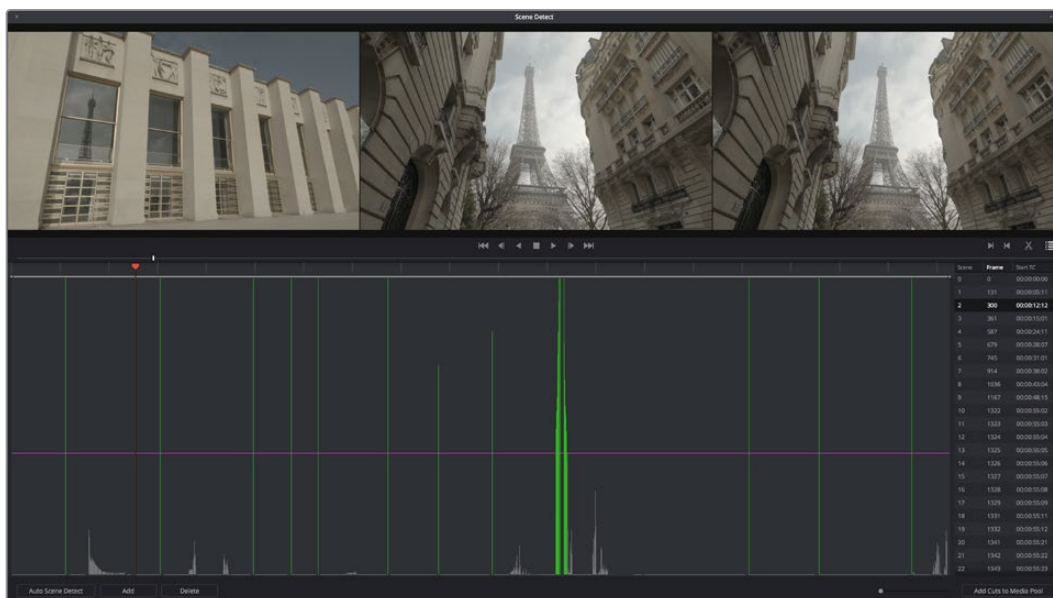 Scene Detect
Scene Frame Start TC
0 0 00:00:00:00
1 131 00:00:05:11
2 300 00:00:12:12
3 361 00:00:15:01
4 587 00:00:24:11
5 679 00:00:28:07
6 745 00:00:31:01
7 914 00:00:38:02
8 1036 00:00:43:04
9 1167 00:00:48:15
10 1322 00:00:55:02
11 1323 00:00:55:03
12 1324 00:00:55:04
13 1325 00:00:55:05
14 1326 00:00:55:06
15 1327 00:00:55:07
16 1328 00:00:55:08
17 1329 00:00:55:09
18 1331 00:00:55:11
19 1332 00:00:55:12
20 1341 00:00:55:21
21 1342 00:00:55:22
22 1343 00:00:55:23
Auto Scene Detect Add Delete Add Cuts to Media Pool